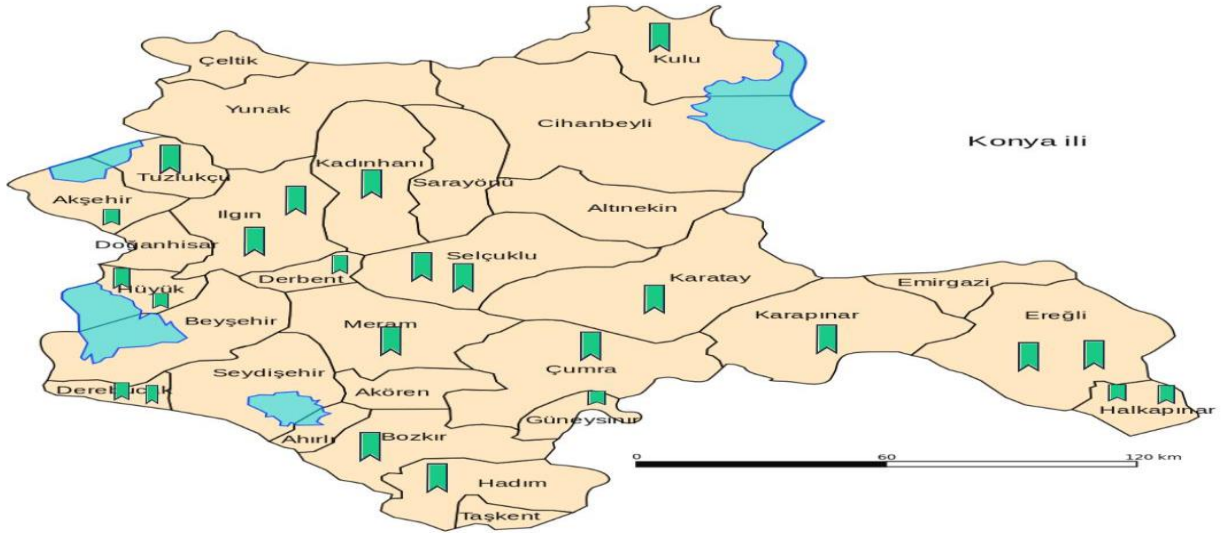 Kulu
Çeltik
Yunak
Cihanbeyli
Konya ili
Kadınhanı
Tuzlukçu
Sarayönü
Akşehir
Altınekin
Ilgın
Doğanhisar
Selçuklu
Derbent
Karatay
Emirgazi
Hüyük
Beyşehir
Meram
Karapınar
Ereğli
Seydişehir
Çumra
Derebucak
Akören
Halkapınar
Güneysınır
Ahırlı
Bozkır
0 60 120 km
Hadım
Taşkent